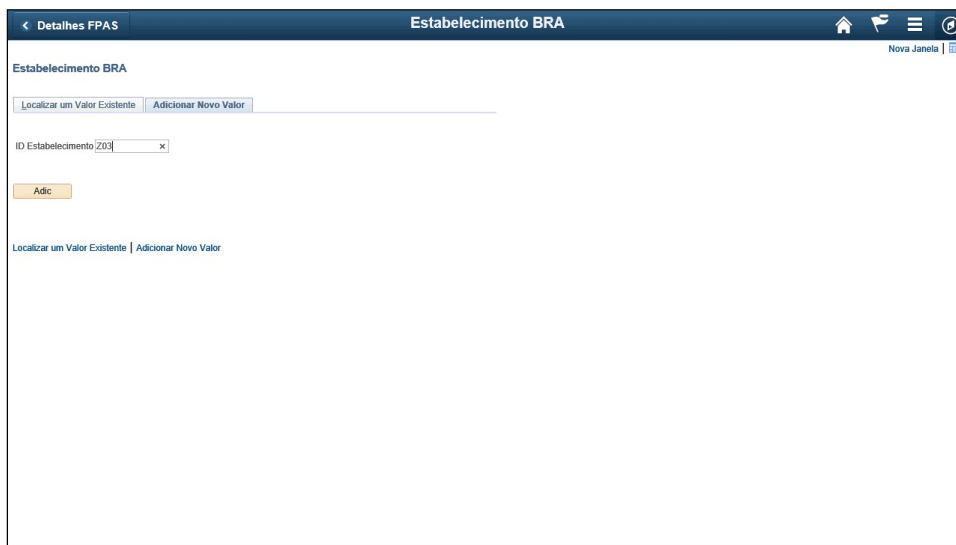 Detalhes FPAS
Estabelecimento BRA
Nova Janela |
Estabelecimento BRA
Localizar um Valor Existente
Adicionar Novo Valor
ID Estabelecimento Z03 ×
Adic
Localizar um Valor Existente | Adicionar Novo Valor